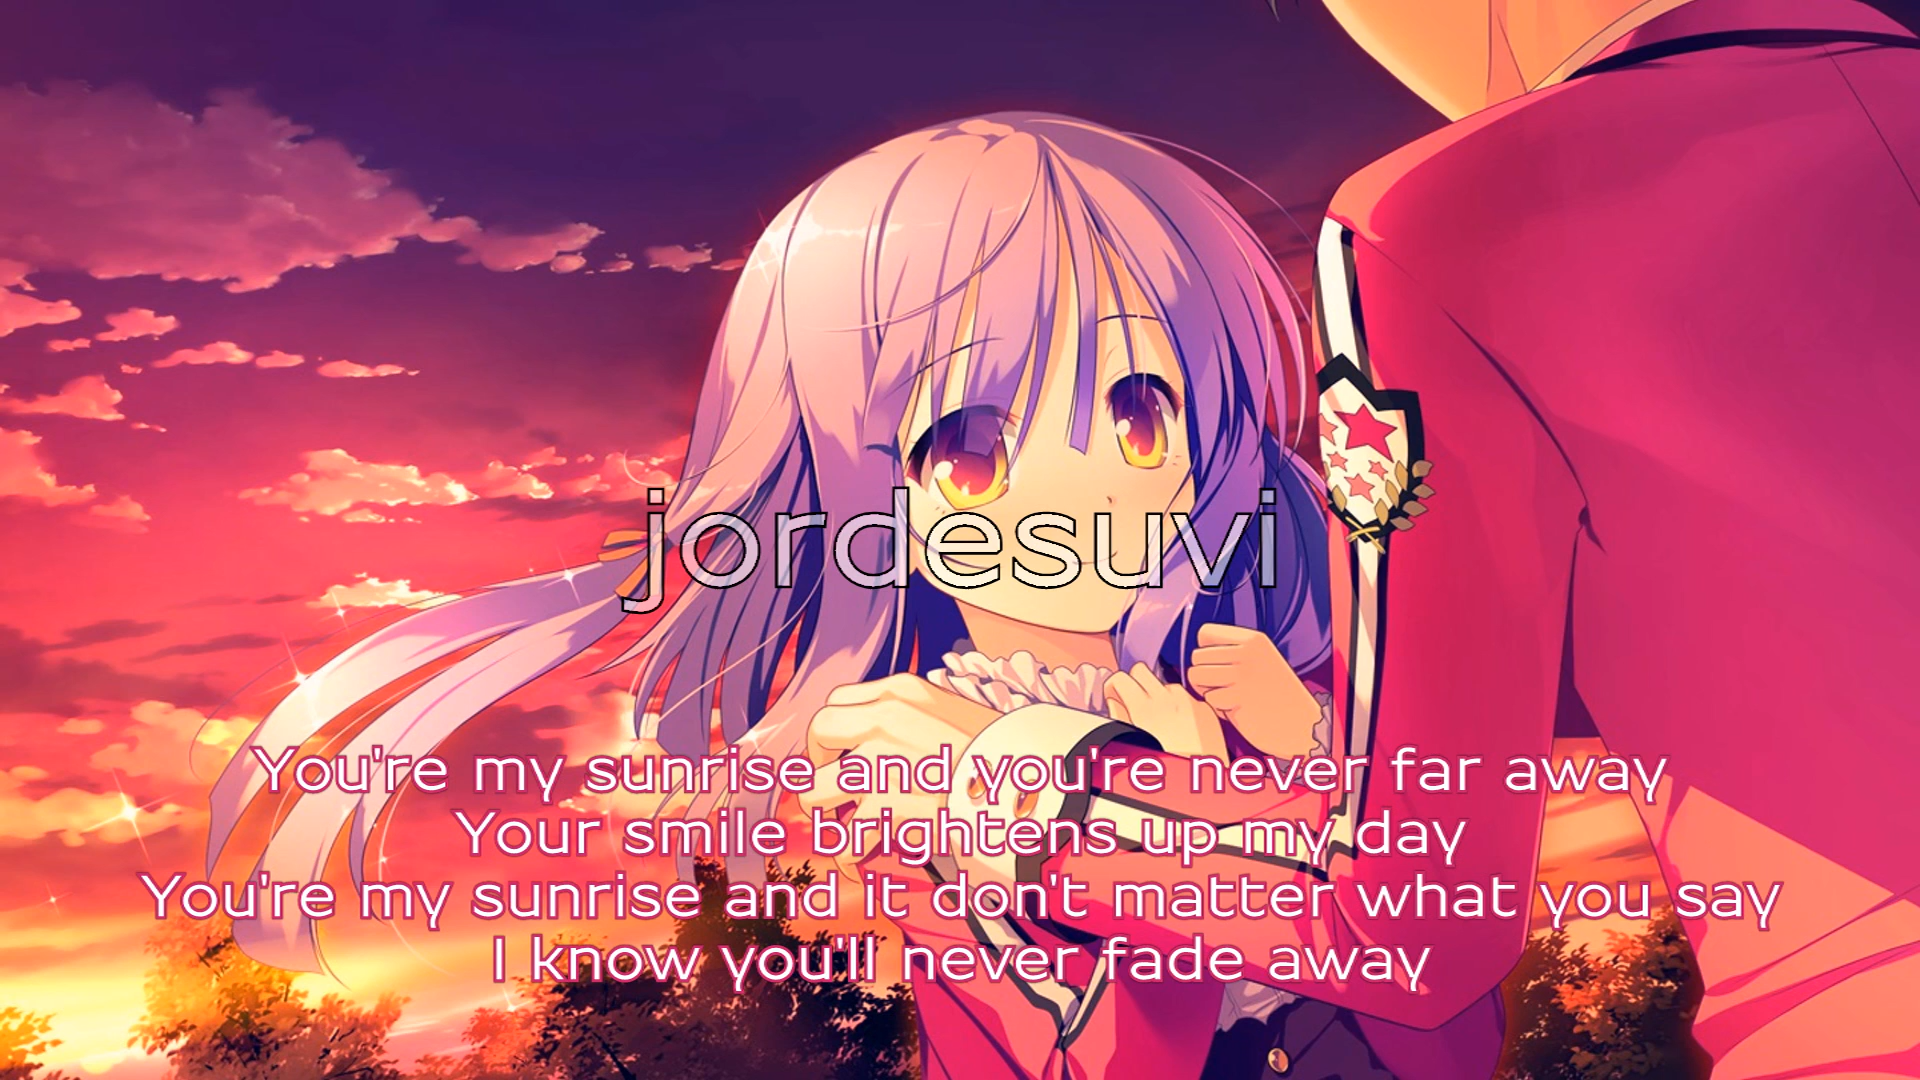 jordesuvi
You're my sunrise and you're never far away
Your smile brightens up my day
You're my sunrise and it don't matter what you say
I know you'll never fade away